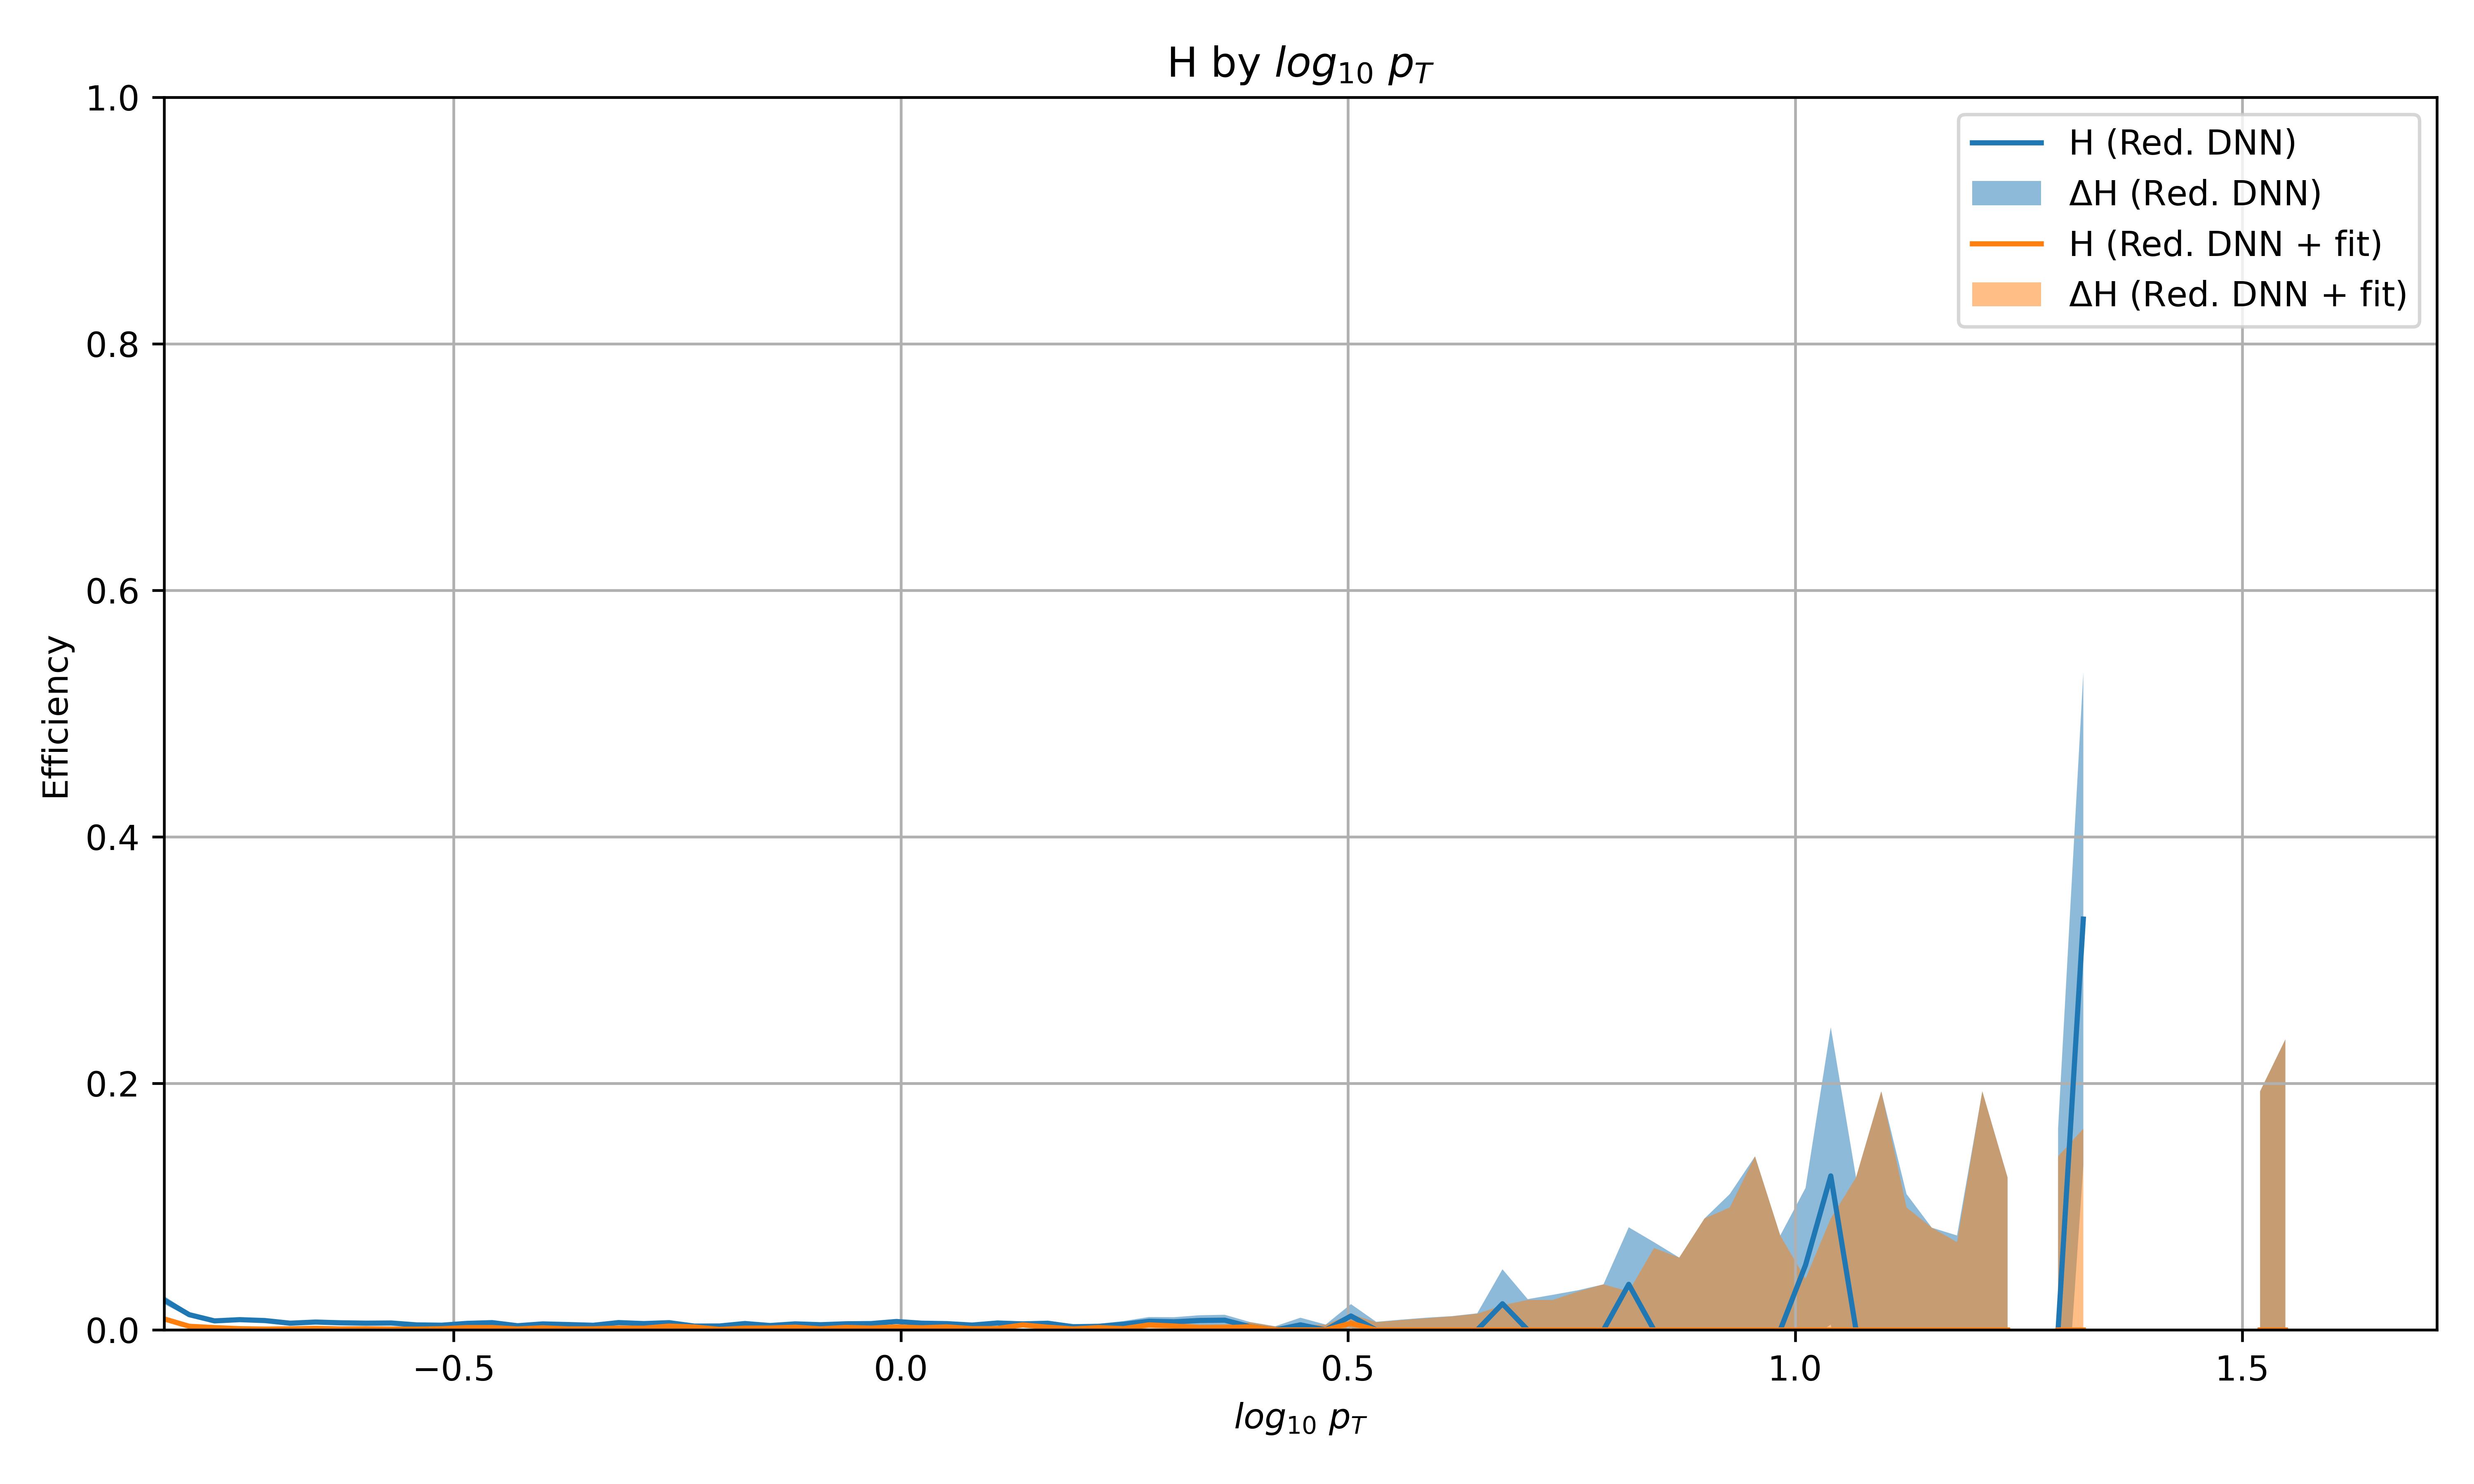 H by log₁₀ p_T
1.0
0.8
0.6
0.4
0.2
0.0
Efficiency
H (Red. DNN)
ΔH (Red. DNN)
H (Red. DNN + fit)
ΔH (Red. DNN + fit)
−0.5 0.0 0.5 1.0 1.5
log₁₀ p_T